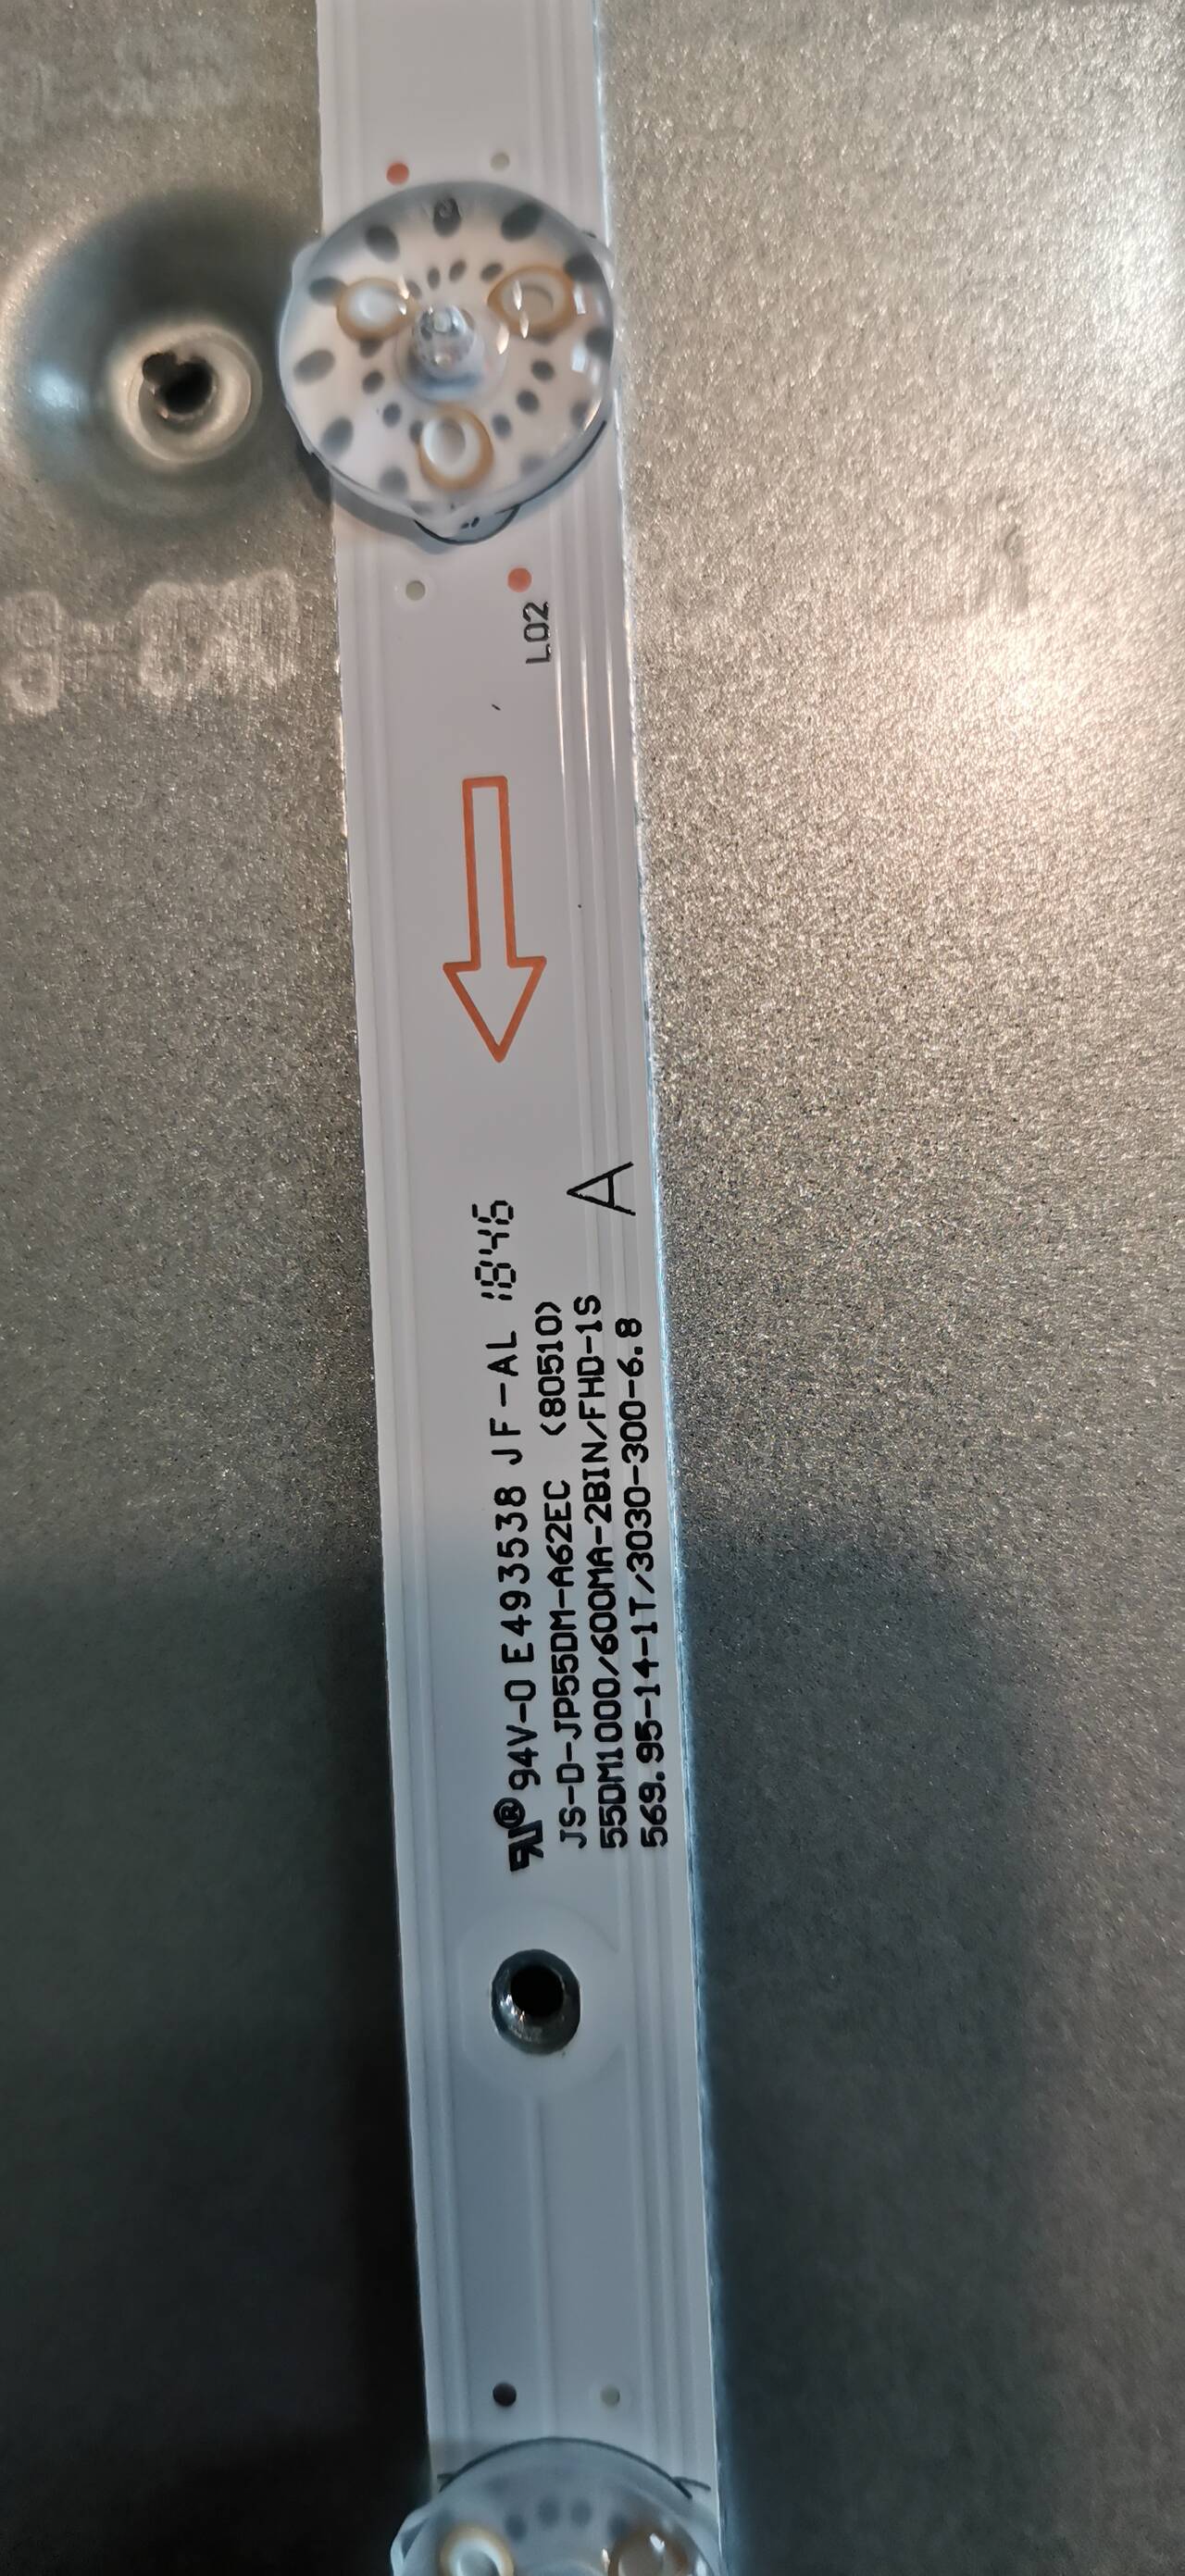 L02
A
UL® 94V-0 E493538 JF-AL 1846
JS-D-JP55DM-A62EC (80510)
55DM1000/600MA-2BIN/FHD-1S
569.95-14-1T/3030-300-6.8